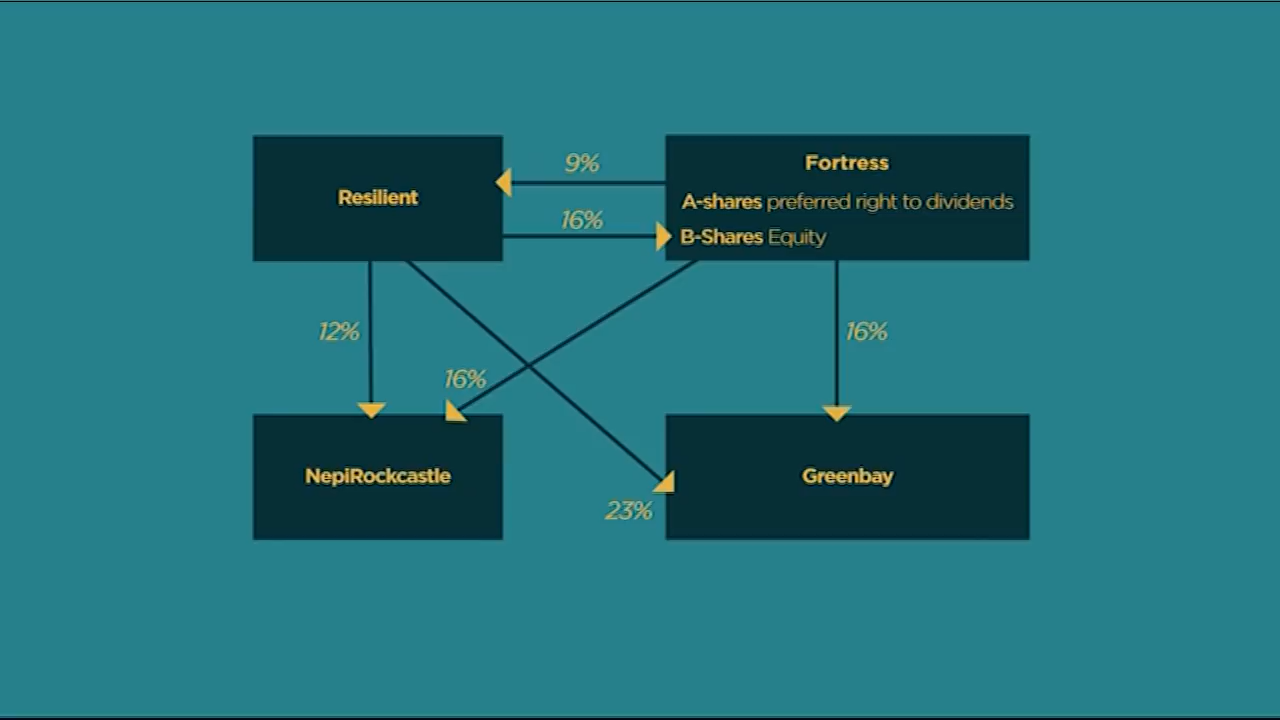 Resilient
9%
16%
Fortress
A-shares preferred right to dividends
B-Shares Equity
12%
16%
16%
NepiRockcastle
23%
Greenbay